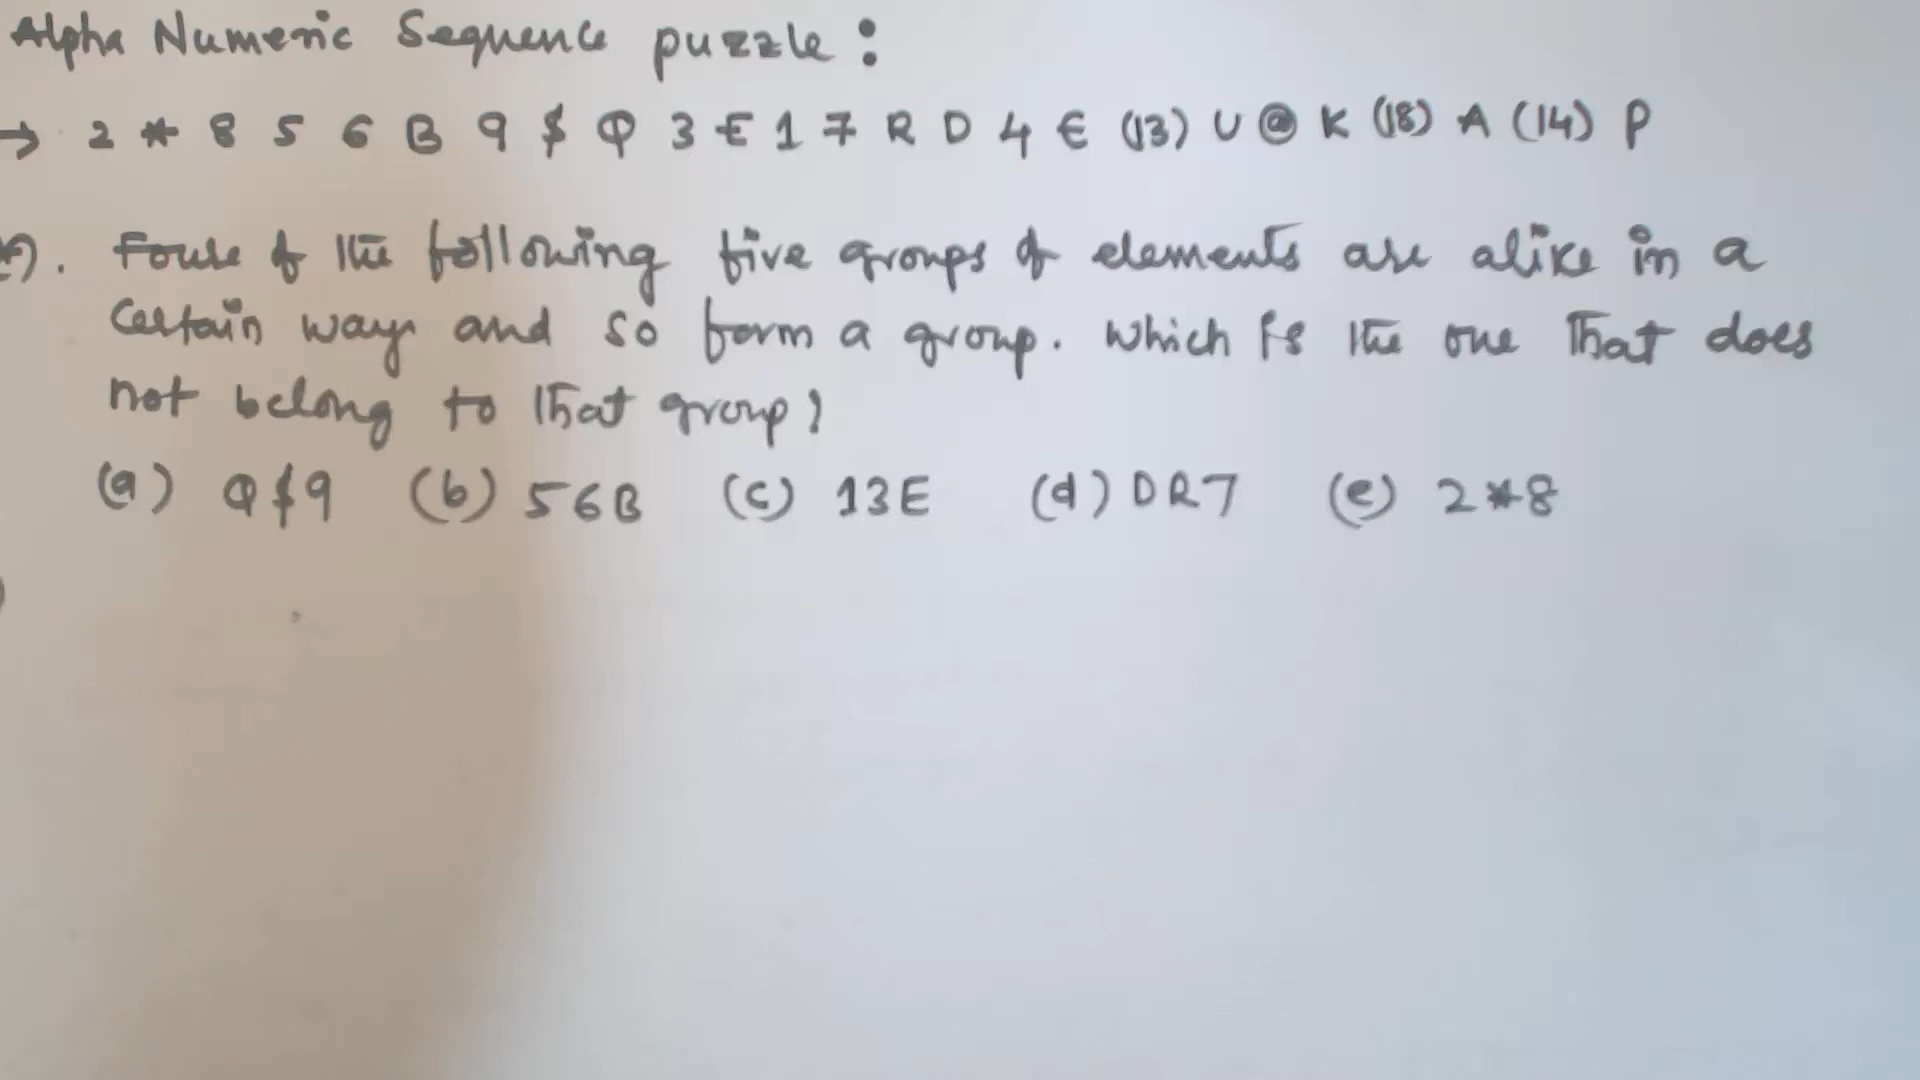 Alpha Numeric Sequence puzzle :
→ 2 * 8 5 6 B 9 $ Q 3 E 1 7 R D 4 € (13) U @ K (18) A (14) P
Four of the following five groups of elements are alike in a
certain way and so form a group. Which is the one that does
not belong to that group?
(a) Q$9 (b) 56B (c) 13E (d) DR7 (e) 2*8